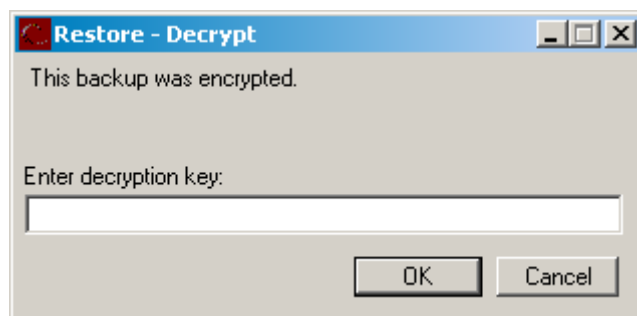 Restore - Decrypt
This backup was encrypted.
Enter decryption key:
OK Cancel